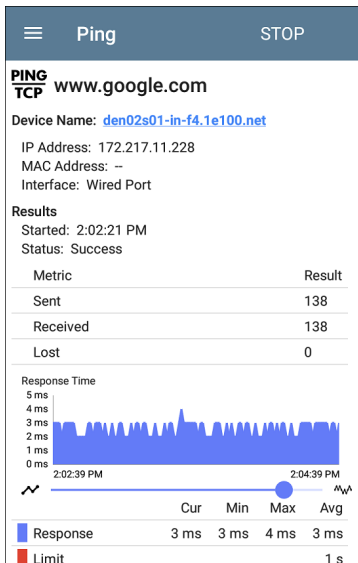 Ping STOP
PING
TCP www.google.com
Device Name: den02s01-in-f4.1e100.net
IP Address: 172.217.11.228
MAC Address: --
Interface: Wired Port
Results
Started: 2:02:21 PM
Status: Success
Metric Result
Sent 138
Received 138
Lost 0
Response Time
5 ms
4 ms
3 ms
2 ms
1 ms
0 ms
2:02:39 PM 2:04:39 PM
Cur Min Max Avg
Response 3 ms 3 ms 4 ms 3 ms
Limit 1 s